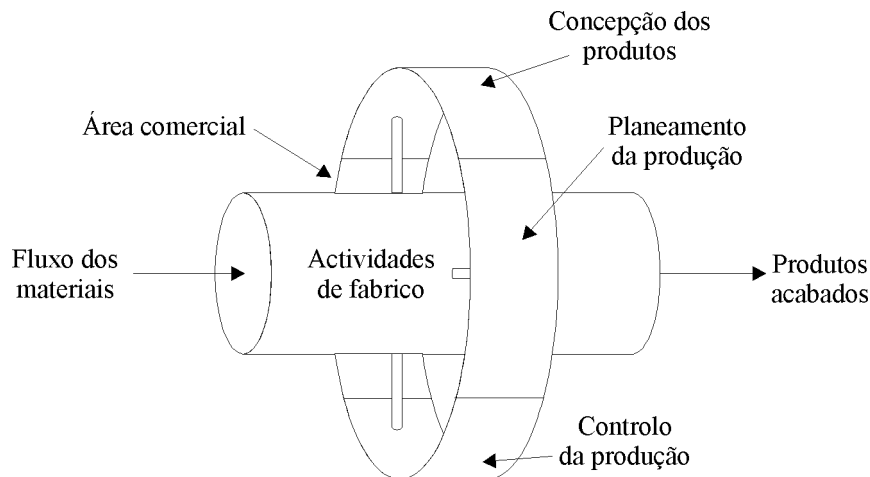 Concepção dos
produtos
Área comercial
Planeamento
da produção
Fluxo dos
materiais
Actividades
de fabrico
Produtos
acabados
Controlo
da produção